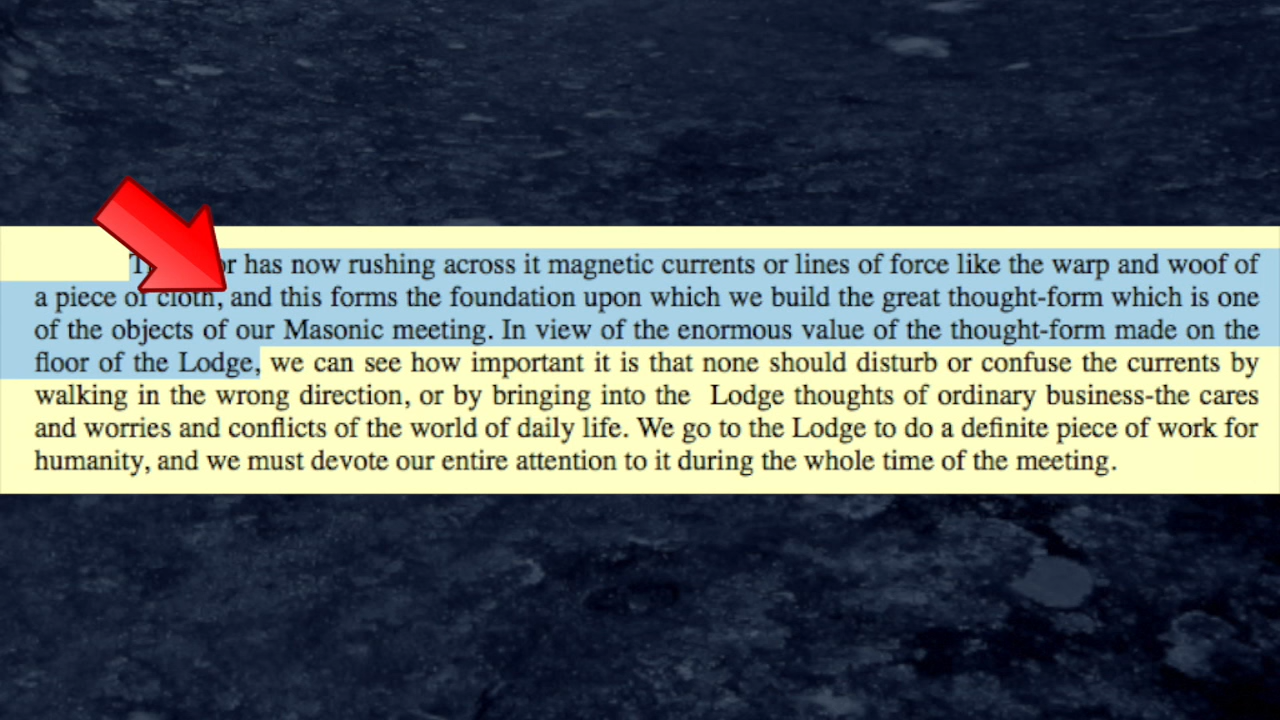 has now rushing across it magnetic currents or lines of force like the warp and woof of
a piece of cloth, and this forms the foundation upon which we build the great thought-form which is one
of the objects of our Masonic meeting. In view of the enormous value of the thought-form made on the
floor of the Lodge, we can see how important it is that none should disturb or confuse the currents by
walking in the wrong direction, or by bringing into the Lodge thoughts of ordinary business-the cares
and worries and conflicts of the world of daily life. We go to the Lodge to do a definite piece of work for
humanity, and we must devote our entire attention to it during the whole time of the meeting.